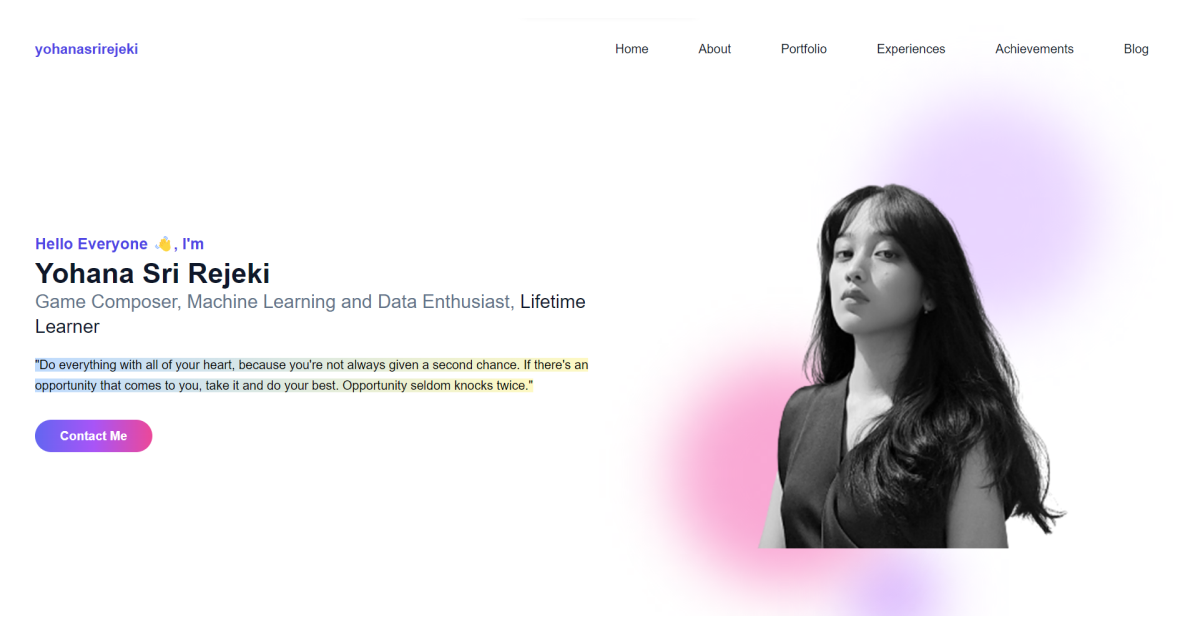 yohanasrirejeki
Home About Portfolio Experiences Achievements Blog
Hello Everyone 👋, I'm
Yohana Sri Rejeki
Game Composer, Machine Learning and Data Enthusiast, Lifetime
Learner
"Do everything with all of your heart, because you're not always given a second chance. If there's an
opportunity that comes to you, take it and do your best. Opportunity seldom knocks twice."
Contact Me